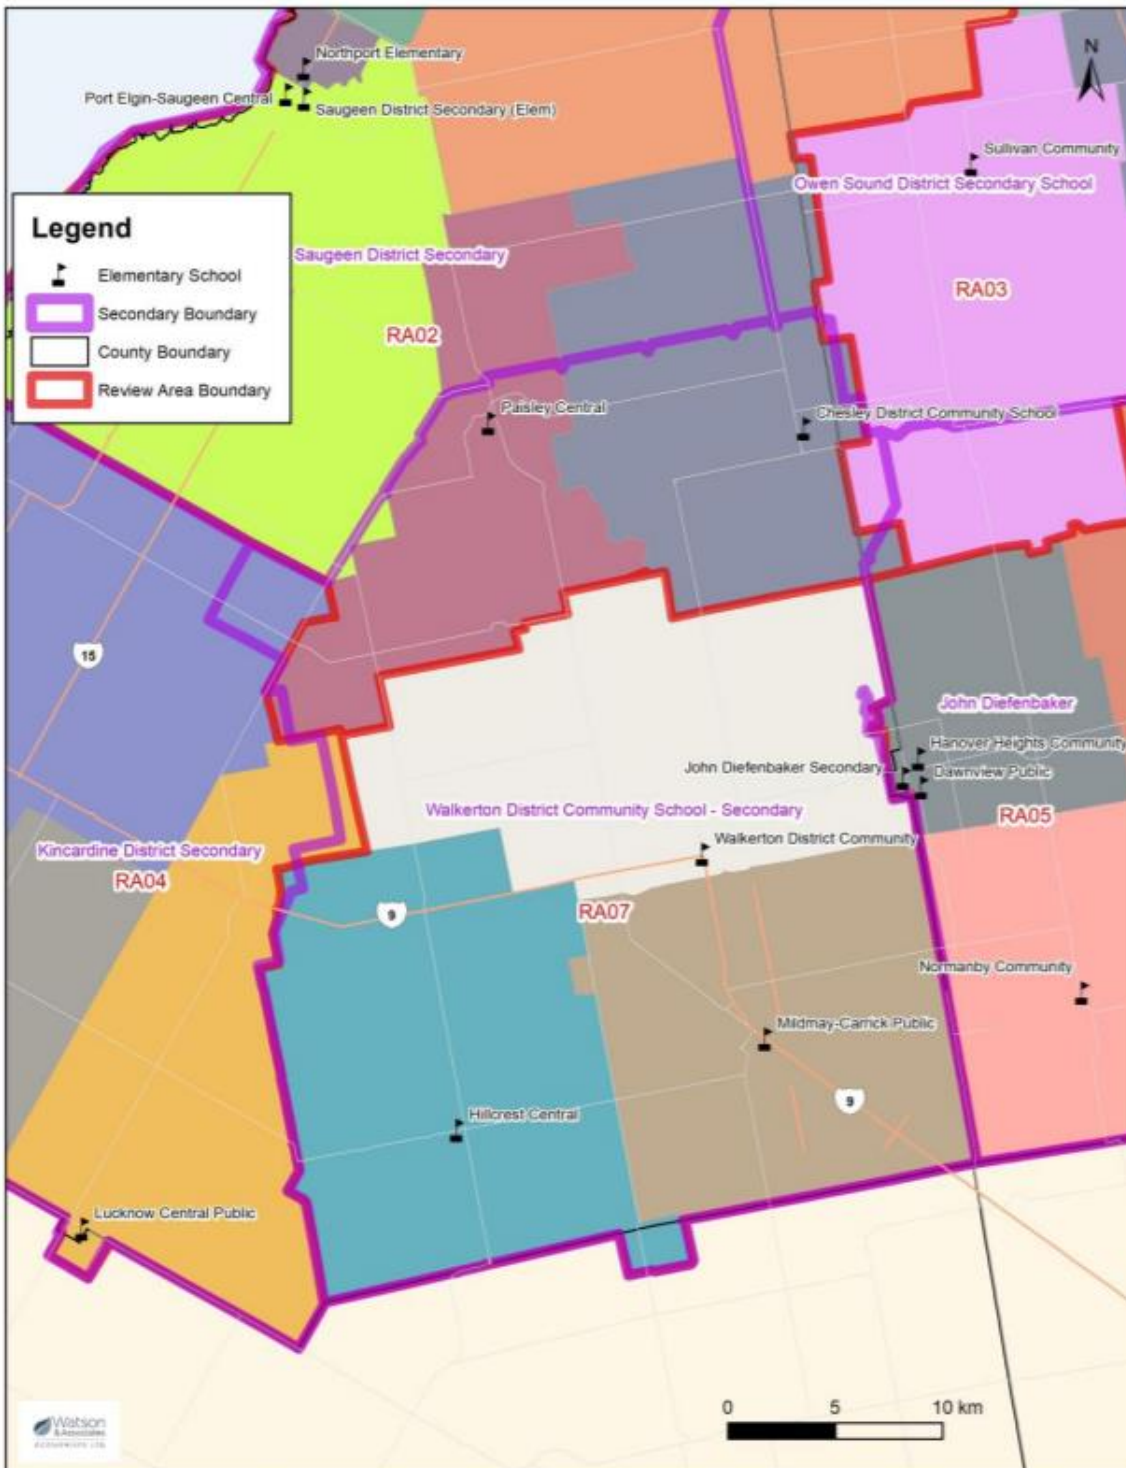 Northport Elementary
N
Port Elgin-Saugeen Central
Saugeen District Secondary (Elem)
Sullivan Community
Owen Sound District Secondary School
Legend
Elementary School
Secondary Boundary
County Boundary
Review Area Boundary
Saugeen District Secondary
RA03
RA02
Paisley Central
Chesley District Community School
15
John Diefenbaker
Hanover Heights Community
John Diefenbaker Secondary
Dawnview Public
Walkerton District Community School - Secondary
RA05
Walkerton District Community
Kincardine District Secondary
RA04
9
RA07
Normanby Community
Mildmay-Carrick Public
9
Hillcrest Central
Lucknow Central Public
0 5 10 km
Watson
& Associates
ECONOMISTS LTD.